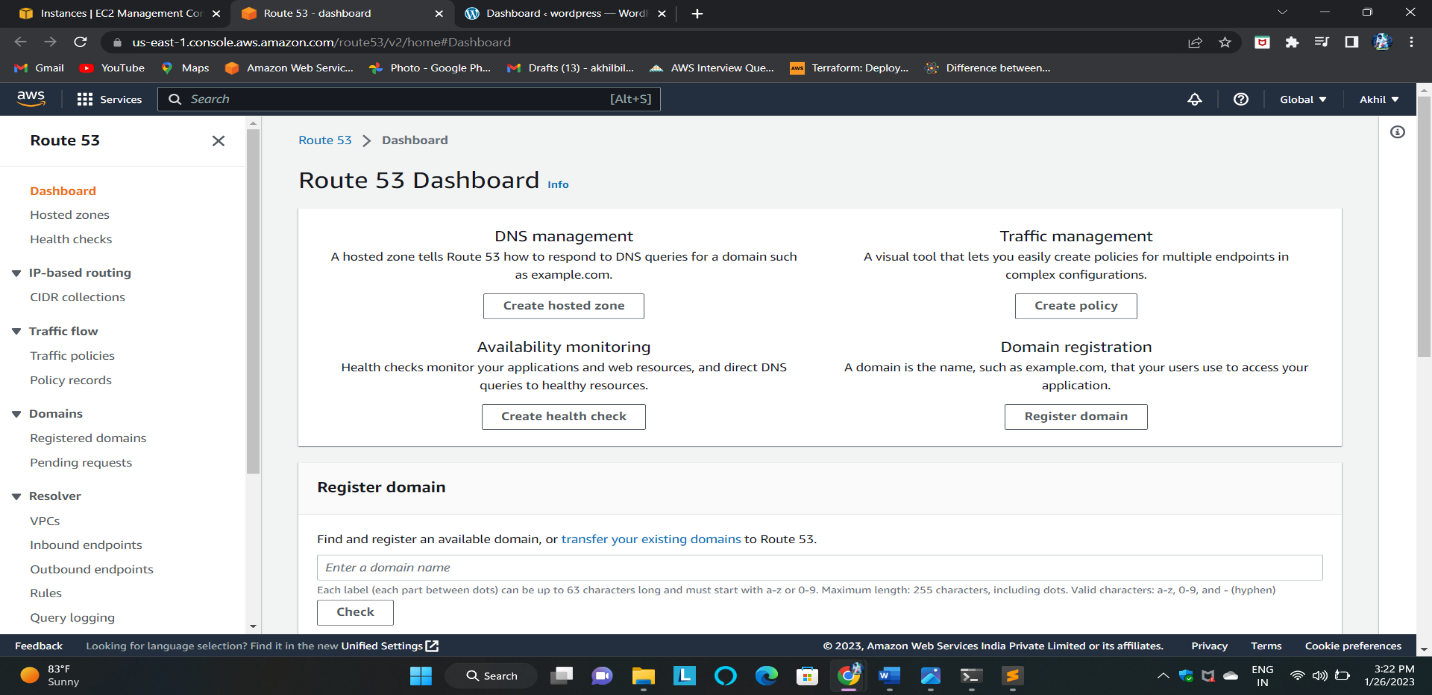 Instances | EC2 Management Con
Route 53 - dashboard
Dashboard ‹ wordpress — WordP
us-east-1.console.aws.amazon.com/route53/v2/home#Dashboard
Gmail
YouTube
Maps
Amazon Web Servic...
Photo - Google Ph...
Drafts (13) - akhilbil...
AWS Interview Que...
Terraform: Deploy...
Difference between...
aws
Services
Search
[Alt+S]
Global
Akhil
Route 53
Dashboard
Hosted zones
Health checks
IP-based routing
CIDR collections
Traffic flow
Traffic policies
Policy records
Domains
Registered domains
Pending requests
Resolver
VPCs
Inbound endpoints
Outbound endpoints
Rules
Query logging
Route 53 > Dashboard
Route 53 Dashboard Info
DNS management
A hosted zone tells Route 53 how to respond to DNS queries for a domain such
as example.com.
Create hosted zone
Traffic management
A visual tool that lets you easily create policies for multiple endpoints in
complex configurations.
Create policy
Availability monitoring
Health checks monitor your applications and web resources, and direct DNS
queries to healthy resources.
Create health check
Domain registration
A domain is the name, such as example.com, that your users use to access your
application.
Register domain
Register domain
Find and register an available domain, or transfer your existing domains to Route 53.
Enter a domain name
Each label (each part between dots) can be up to 63 characters long and must start with a-z or 0-9. Maximum length: 255 characters, including dots. Valid characters: a-z, 0-9, and - (hyphen)
Check
Feedback
Looking for language selection? Find it in the new Unified Settings
© 2023, Amazon Web Services India Private Limited or its affiliates.
Privacy
Terms
Cookie preferences
83°F
Sunny
Search
ENG
IN
3:22 PM
1/26/2023